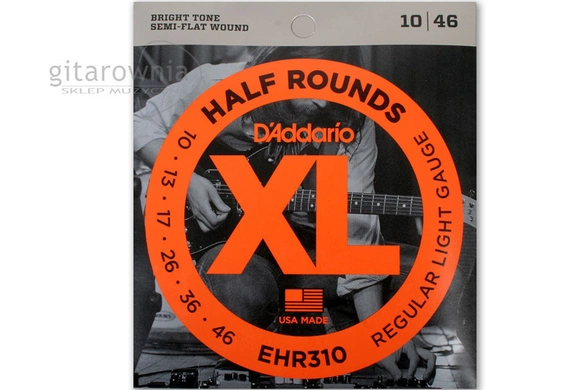 BRIGHT TONE
SEMI-FLAT WOUND
10|46
gitarownia
SKLEP MUZYCZ
HALF ROUNDS
D'Addario
XL
10 • 13 • 17 • 26 • 36 • 46
REGULAR LIGHT GAUGE
USA MADE
EHR310